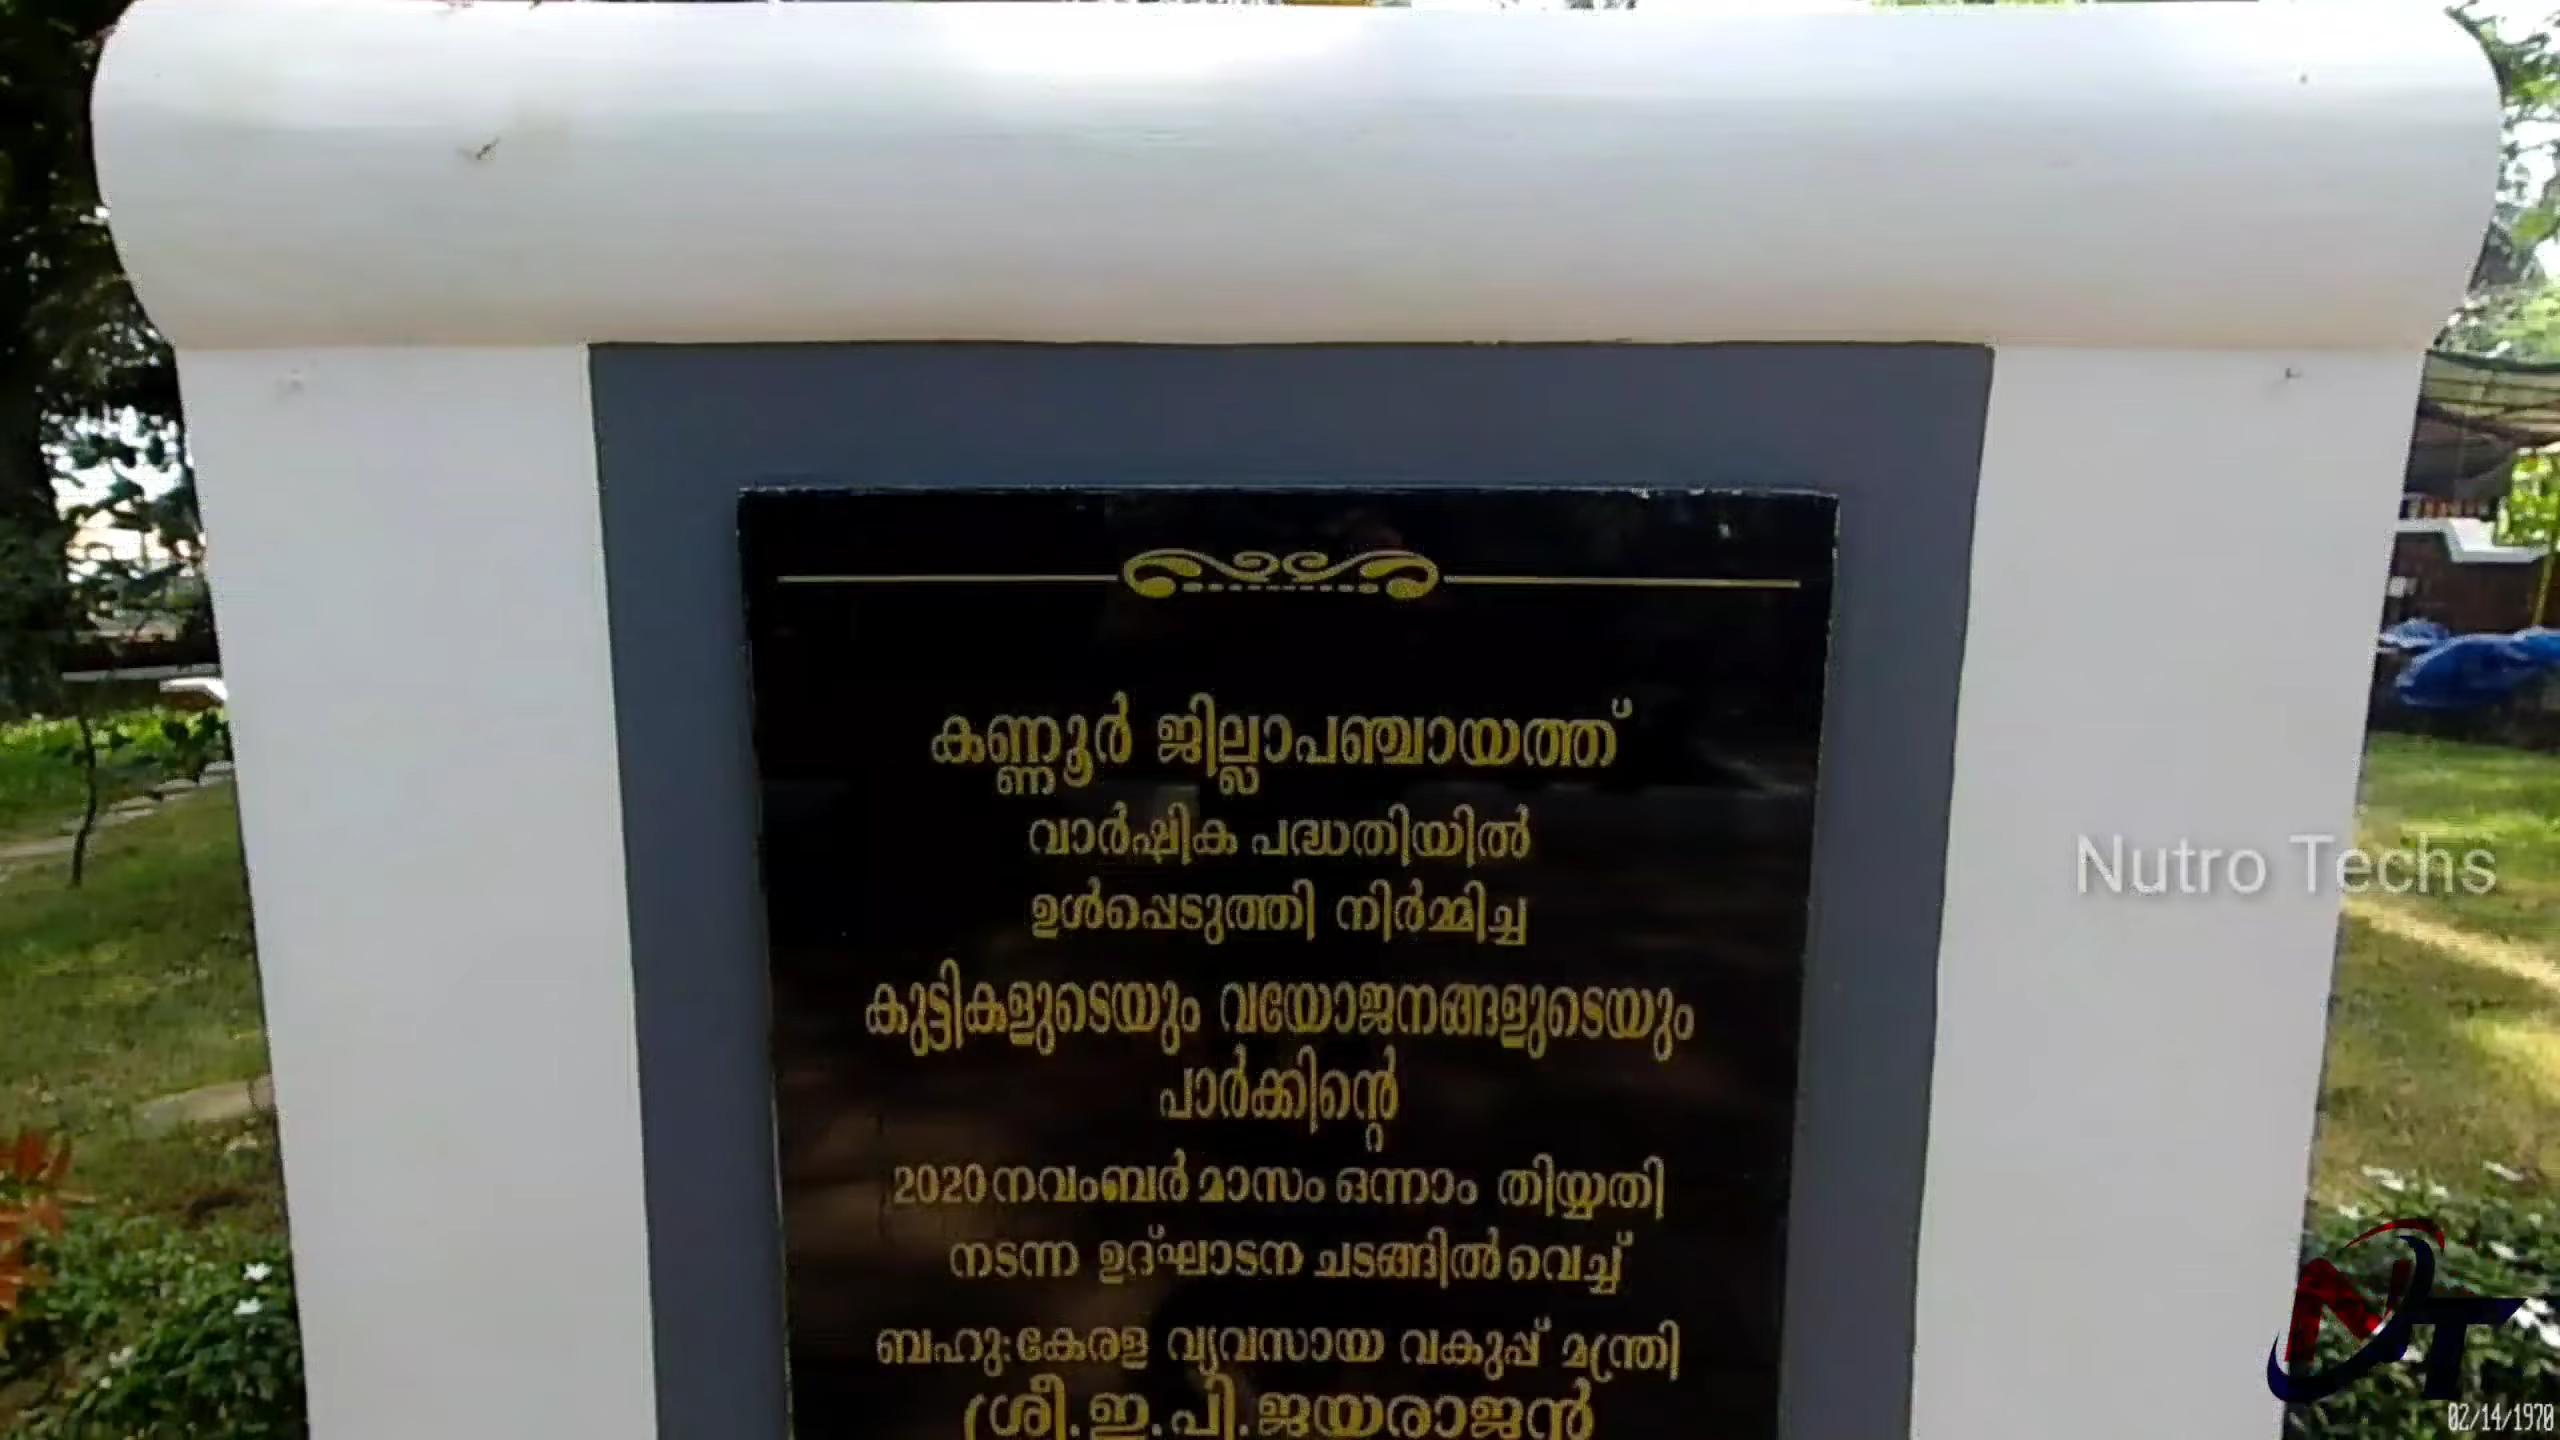 കണ്ണൂർ ജില്ലാപഞ്ചായത്ത്
വാർഷിക പദ്ധതിയിൽ
ഉൾപ്പെടുത്തി നിർമ്മിച്ച
കുട്ടികളുടെയും വയോജനങ്ങളുടെയും
പാർക്കിന്റെ
2020 നവംബർ മാസം ഒന്നാം തിയ്യതി
നടന്ന ഉദ്ഘാടന ചടങ്ങിൽവെച്ച്
ബഹു:കേരള വ്യവസായ വകുപ്പ് മന്ത്രി
ശ്രീ.ഇ.പി.ജയരാജൻ
Nutro Techs
NT
02/14/1970